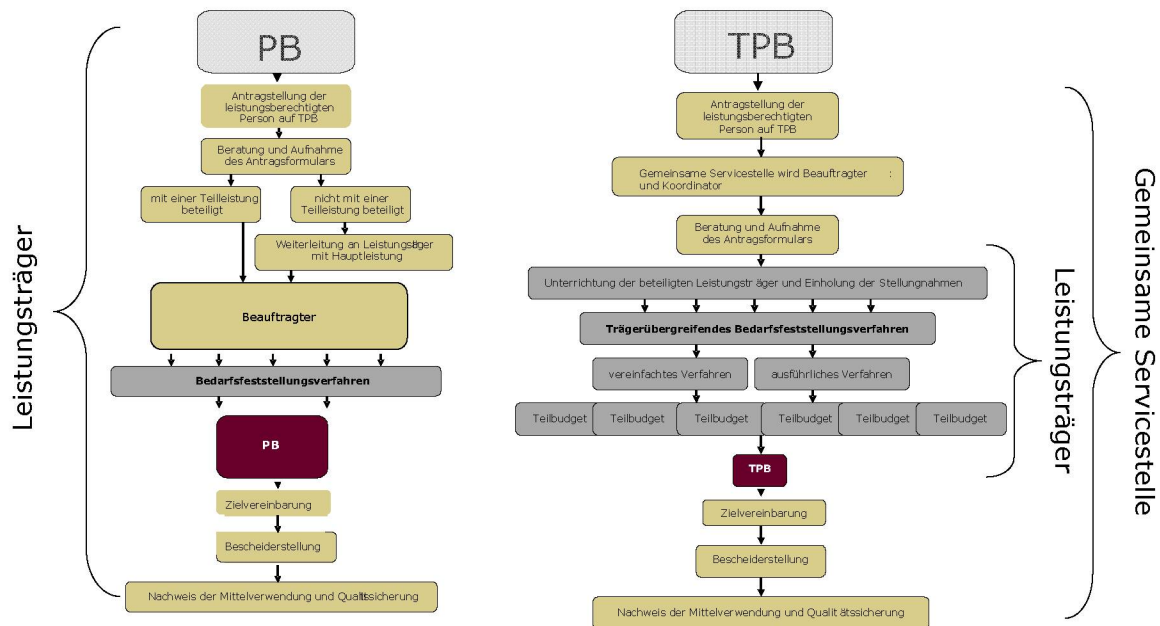 Leistungsträger
PB
Antragstellung der
leistungsberechtigten
Person auf TPB
Beratung und Aufnahme
des Antragsformulars
mit einer Teilleistung
beteiligt
nicht mit einer
Teilleistung beteiligt
Weiterleitung an Leistungsträger
mit Hauptleistung
Beauftragter
Bedarfsfeststellungsverfahren
PB
Zielvereinbarung
Bescheiderstellung
Nachweis der Mittelverwendung und Qualitätssicherung
TPB
Antragstellung der
leistungsberechtigten
Person auf TPB
Gemeinsame Servicestelle wird Beauftragter :
und Koordinator
Beratung und Aufnahme
des Antragsformulars
Unterrichtung der beteiligten Leistungsträger und Einholung der Stellungnahmen
Trägerübergreifendes Bedarfsfeststellungsverfahren
vereinfachtes Verfahren
ausführliches Verfahren
Teilbudget Teilbudget Teilbudget Teilbudget Teilbudget Teilbudget
TPB
Zielvereinbarung
Bescheiderstellung
Nachweis der Mittelverwendung und Qualitätssicherung
Leistungsträger
Gemeinsame Servicestelle